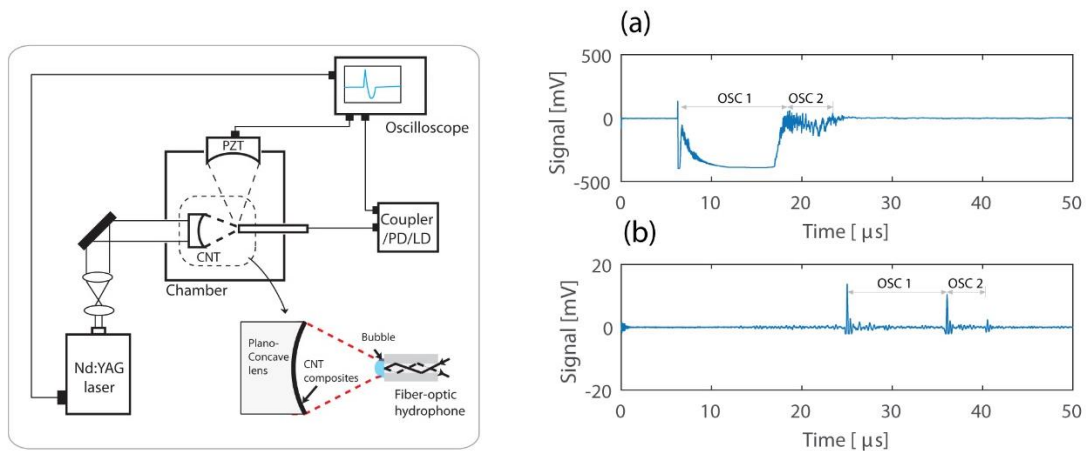 Oscilloscope
PZT
CNT
Coupler
/PD/LD
Chamber
Nd:YAG
laser
Plano-
Concave
lens
CNT
composites
Bubble
Fiber-optic
hydrophone
(a)
Signal [mV]
500
0
-500
OSC 1
OSC 2
0 10 20 30 40 50
Time [ μs]
(b)
Signal [mV]
20
0
-20
OSC 1
OSC 2
0 10 20 30 40 50
Time [ μs]